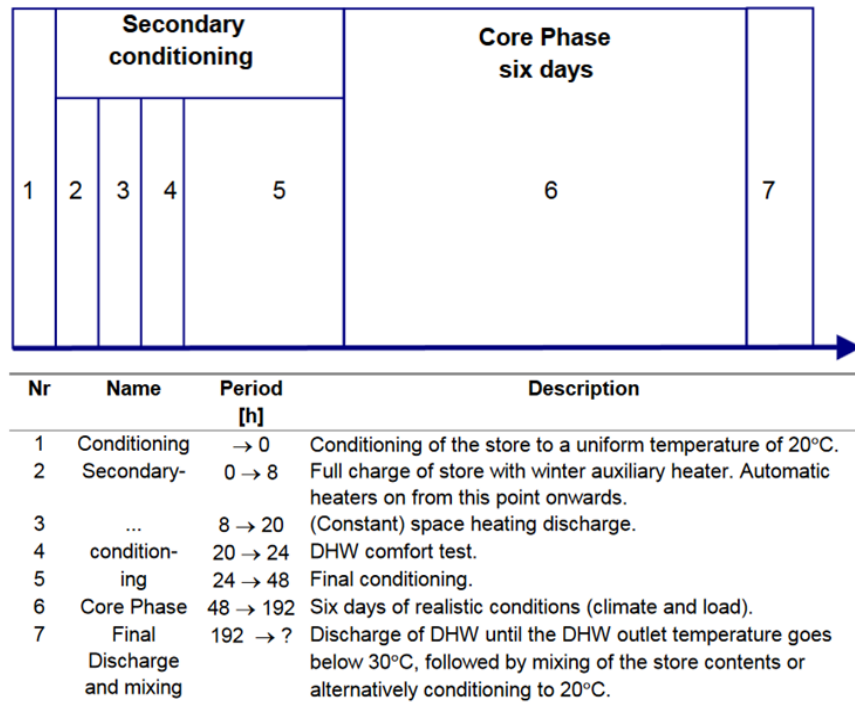 Secondary
conditioning
Core Phase
six days
1
2
3
4
5
6
7
Nr Name Period Description
[h]
1 Conditioning → 0 Conditioning of the store to a uniform temperature of 20°C.
2 Secondary- 0 → 8 Full charge of store with winter auxiliary heater. Automatic
heaters on from this point onwards.
3 ... 8 → 20 (Constant) space heating discharge.
4 condition- 20 → 24 DHW comfort test.
5 ing 24 → 48 Final conditioning.
6 Core Phase 48 → 192 Six days of realistic conditions (climate and load).
7 Final 192 → ? Discharge of DHW until the DHW outlet temperature goes
Discharge below 30°C, followed by mixing of the store contents or
and mixing alternatively conditioning to 20°C.